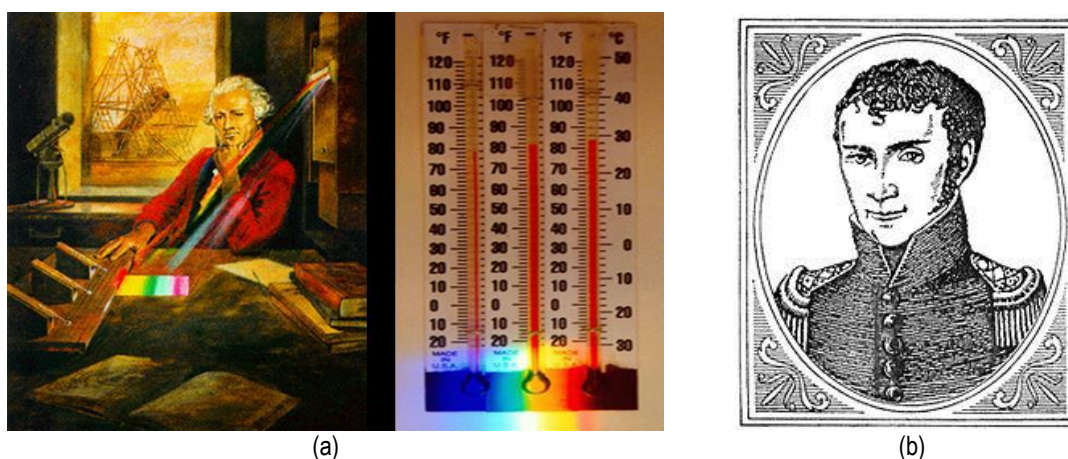 °F °F °F °C
120 120 120 50
110 110 110
40
100 100 100
90 90 90 30
80 80 80
70 70 70 20
60 60 60
50 50 50 10
40 40 40
30 30 30 0
20 20 20
10
10 10 10
0 0 0 20
10 10 10
20 20 20 30
MADE MADE MADE
IN IN IN
U.S.A. U.S.A. U.S.A.
(a) (b)